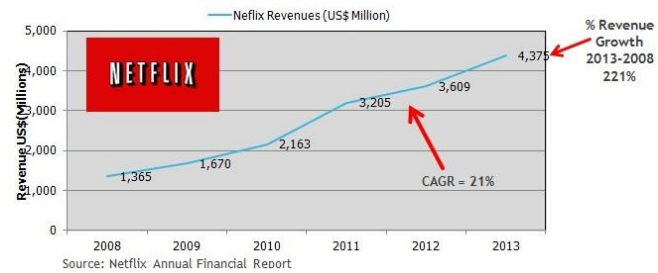 Neflix Revenues (US$ Million)
% Revenue
Growth
2013-2008
221%
Revenue US$(Millions)
5,000
4,000
3,000
2,000
1,000
NETFLIX
1,365
1,670
2,163
3,205
3,609
4,375
CAGR = 21%
2008 2009 2010 2011 2012 2013
Source: Netflix Annual Financial Report